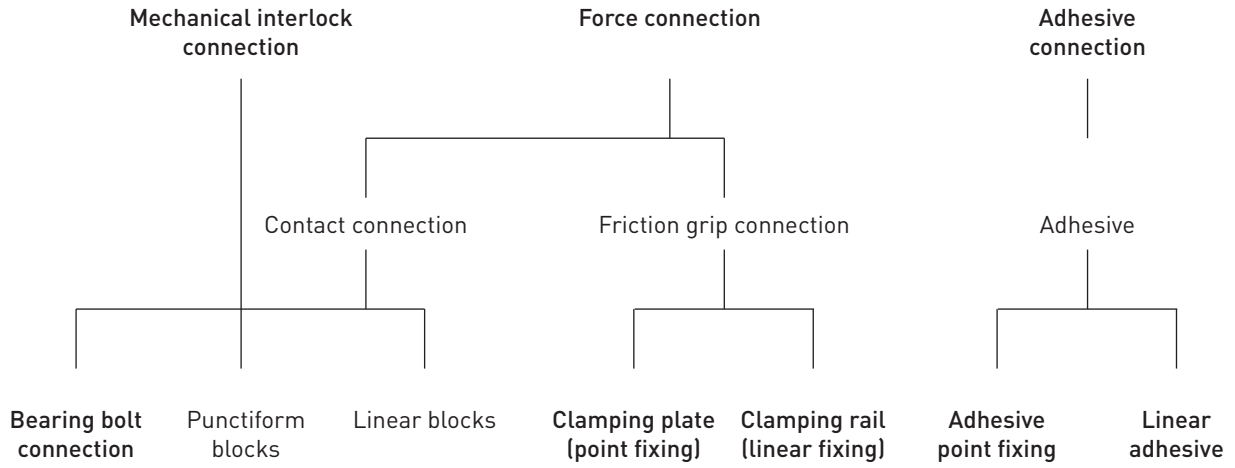 Mechanical interlock
connection
Force connection
Adhesive
connection
Contact connection
Friction grip connection
Adhesive
Bearing bolt
connection
Punctiform
blocks
Linear blocks
Clamping plate
(point fixing)
Clamping rail
(linear fixing)
Adhesive
point fixing
Linear
adhesive